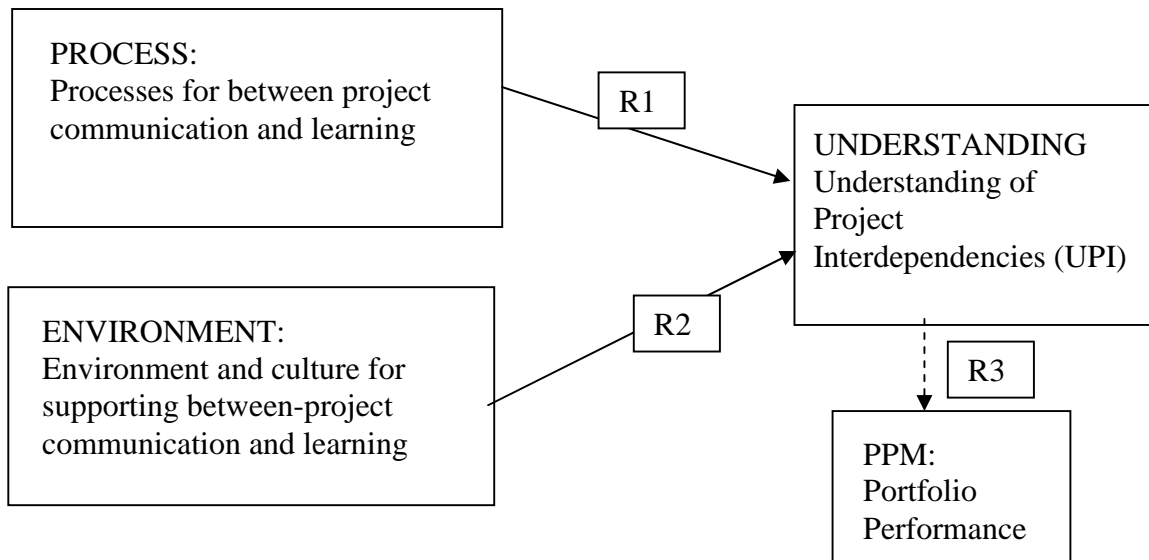 PROCESS:
Processes for between project
communication and learning
R1
UNDERSTANDING
Understanding of
Project
Interdependencies (UPI)
ENVIRONMENT:
Environment and culture for
supporting between-project
communication and learning
R2
R3
PPM:
Portfolio
Performance